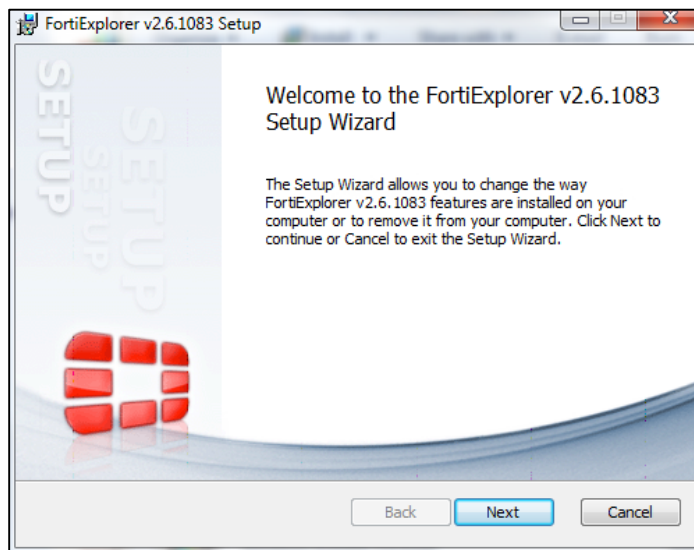 FortiExplorer v2.6.1083 Setup
SETUP
SETUP
SETUP
SETUP
Welcome to the FortiExplorer v2.6.1083
Setup Wizard
The Setup Wizard allows you to change the way
FortiExplorer v2.6.1083 features are installed on your
computer or to remove it from your computer. Click Next to
continue or Cancel to exit the Setup Wizard.
Back
Next
Cancel